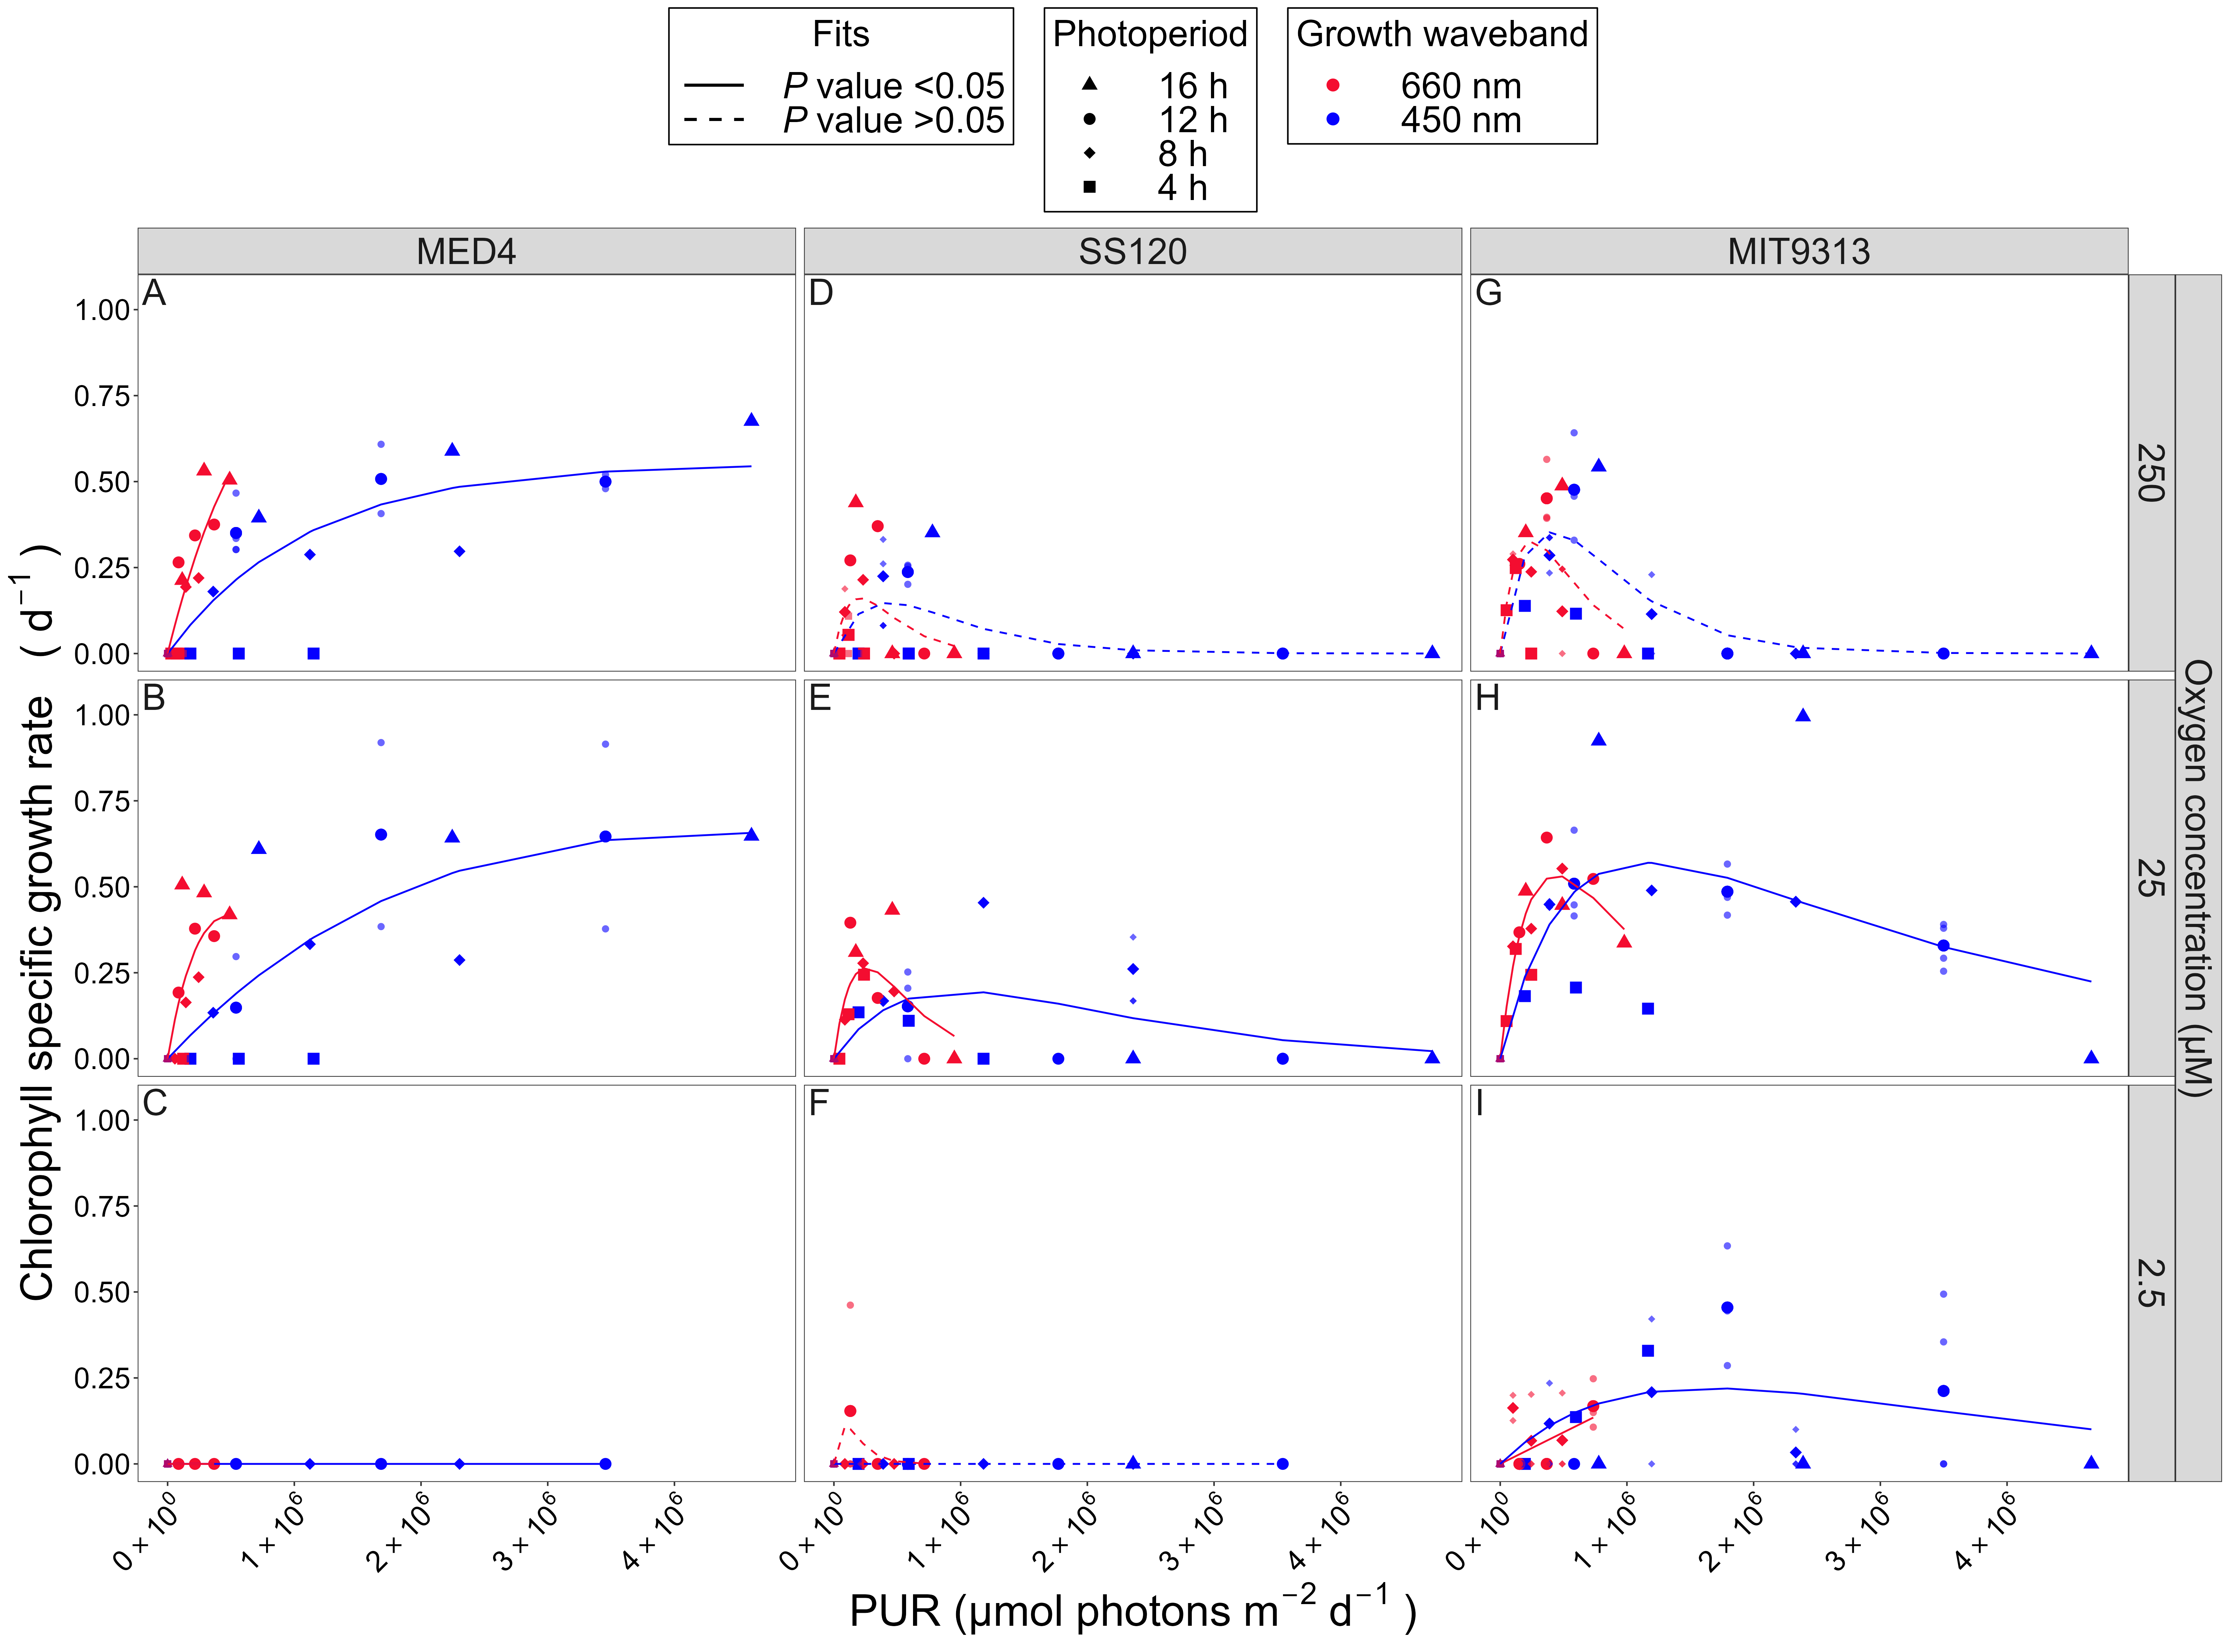 Fits
P value <0.05
P value >0.05
Photoperiod
16 h
12 h
8 h
4 h
Growth waveband
660 nm
450 nm
MED4
SS120
MIT9313
A
D
G
1.00
0.75
0.50
0.25
0.00
250
B
E
H
1.00
0.75
0.50
0.25
0.00
25
C
F
I
1.00
0.75
0.50
0.25
0.00
2.5
Chlorophyll specific growth rate ( d⁻¹ )
Oxygen concentration (µM)
0 × 10⁰
1 × 10⁶
2 × 10⁶
3 × 10⁶
4 × 10⁶
0 × 10⁰
1 × 10⁶
2 × 10⁶
3 × 10⁶
4 × 10⁶
0 × 10⁰
1 × 10⁶
2 × 10⁶
3 × 10⁶
4 × 10⁶
PUR (µmol photons m⁻² d⁻¹ )